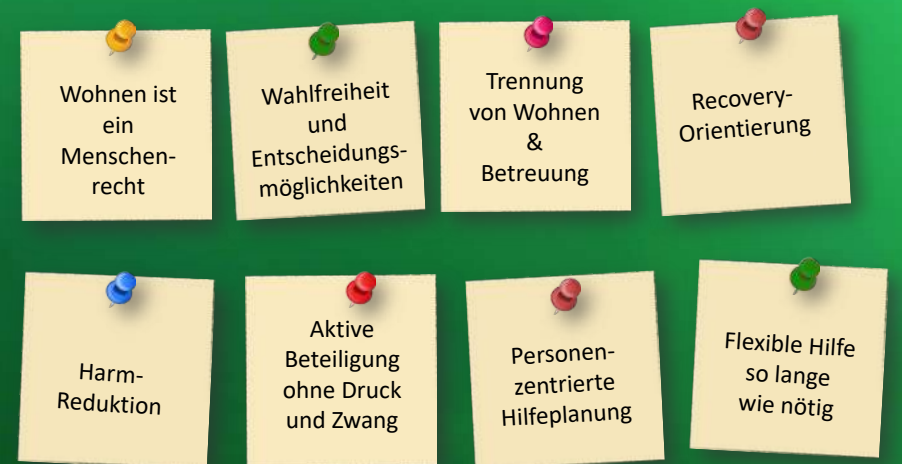 Wohnen ist
ein
Menschen-
recht
Wahlfreiheit
und
Entscheidungs-
möglichkeiten
Trennung
von Wohnen
&
Betreuung
Recovery-
Orientierung
Harm-
Reduktion
Aktive
Beteiligung
ohne Druck
und Zwang
Personen-
zentrierte
Hilfeplanung
Flexible Hilfe
so lange
wie nötig